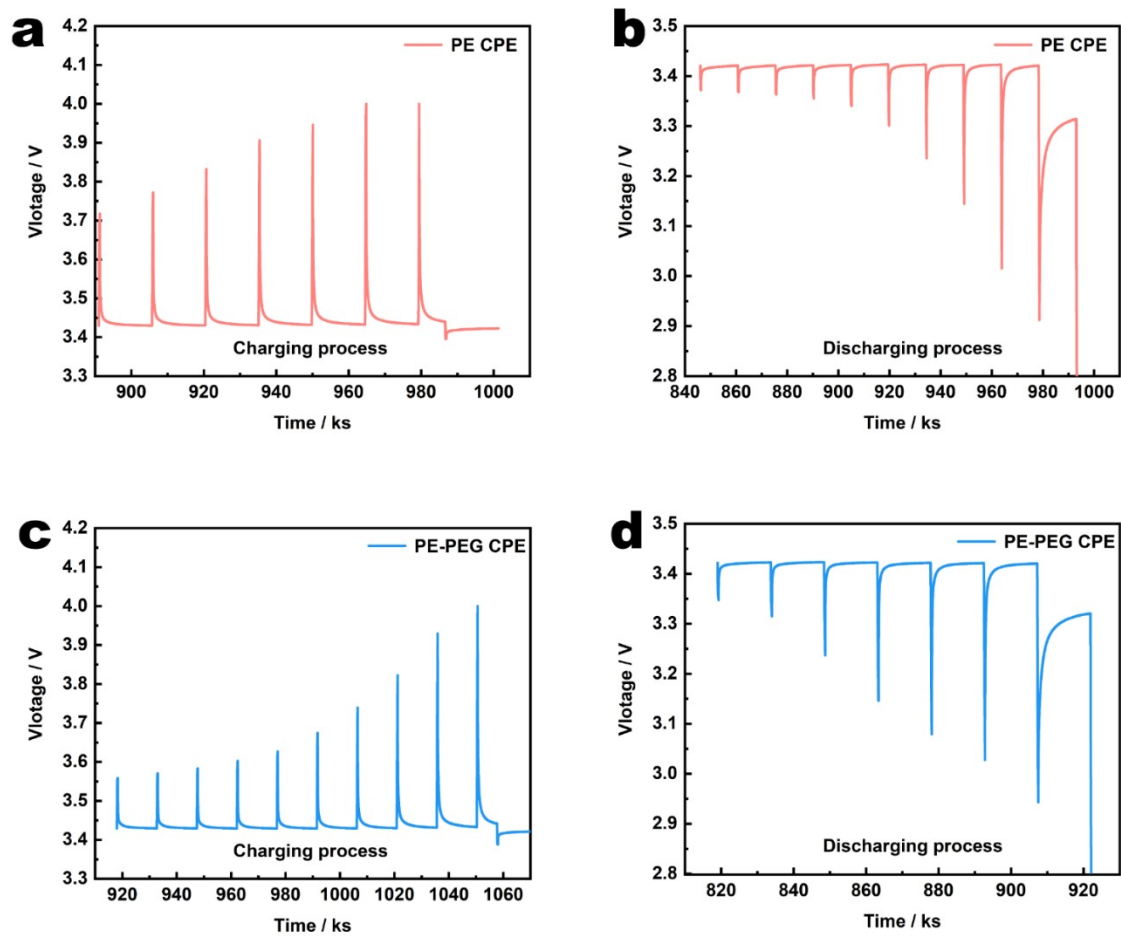 a
PE CPE
4.2
4.1
4.0
3.9
3.8
3.7
3.6
3.5
3.4
3.3
Vlotage / V
Charging process
900 920 940 960 980 1000
Time / ks
b
PE CPE
3.5
3.4
3.3
3.2
3.1
3.0
2.9
2.8
Vlotage / V
Discharging process
840 860 880 900 920 940 960 980 1000
Time / ks
c
PE-PEG CPE
4.2
4.1
4.0
3.9
3.8
3.7
3.6
3.5
3.4
3.3
Vlotage / V
Charging process
920 940 960 980 1000 1020 1040 1060
Time / ks
d
PE-PEG CPE
3.5
3.4
3.3
3.2
3.1
3.0
2.9
2.8
Vlotage / V
Discharging process
820 840 860 880 900 920
Time / ks